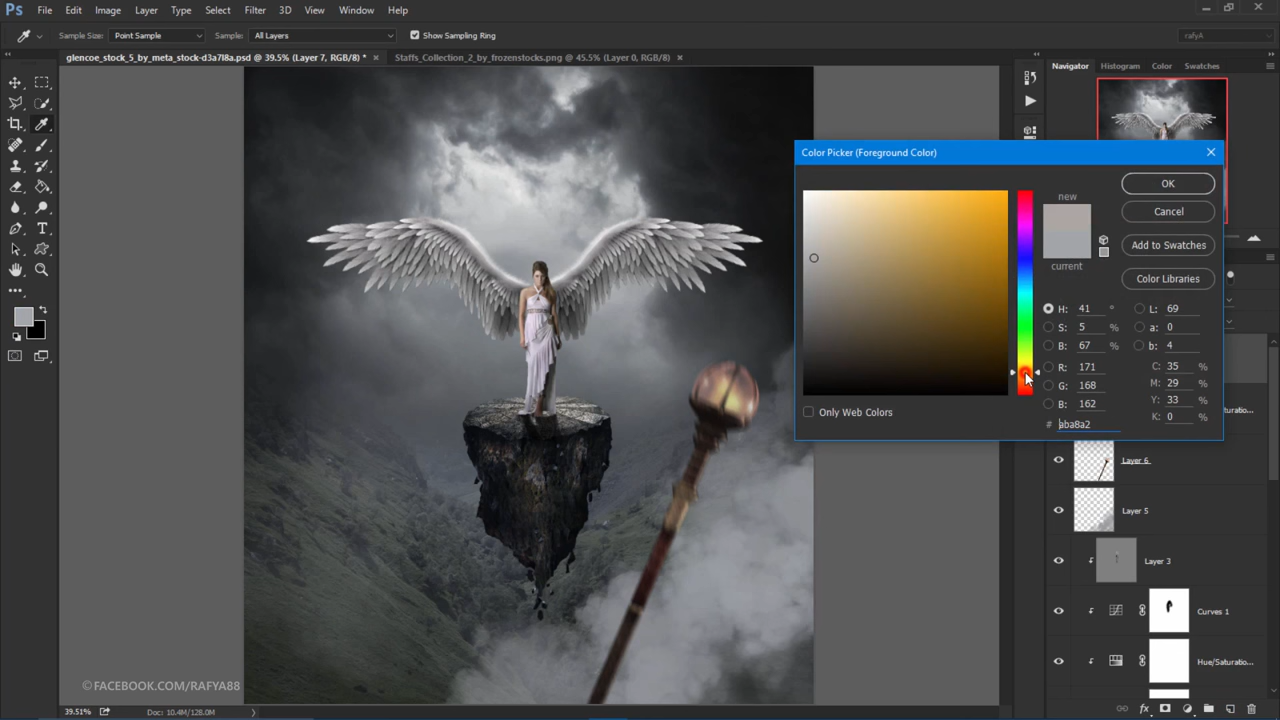 Ps File Edit Image Layer Type Select Filter 3D View Window Help
Sample Size: Point Sample Sample: All Layers Show Sampling Ring rafyA
glencoe_stock_5_by_meta_stock-d3a7l8a.psd @ 39.5% (Layer 7, RGB/8) * × Staffs_Collection_2_by_frozenstocks.png @ 45.5% (Layer 0, RGB/8) ×
Navigator Histogram Color Swatches
Color Picker (Foreground Color)
OK
new
Cancel
Add to Swatches
current
Color Libraries
H: 41 ° L: 69
S: 5 % a: 0
B: 67 % b: 4
R: 171 C: 35 %
G: 168 M: 29 %
B: 162 Y: 33 %
K: 0 %
Only Web Colors
# aba8a2
Layer 6
Layer 5
Layer 3
Curves 1
Hue/Saturatio...
©FACEBOOK.COM/RAFYA88
39.51% Doc: 10.4M/128.0M
fx